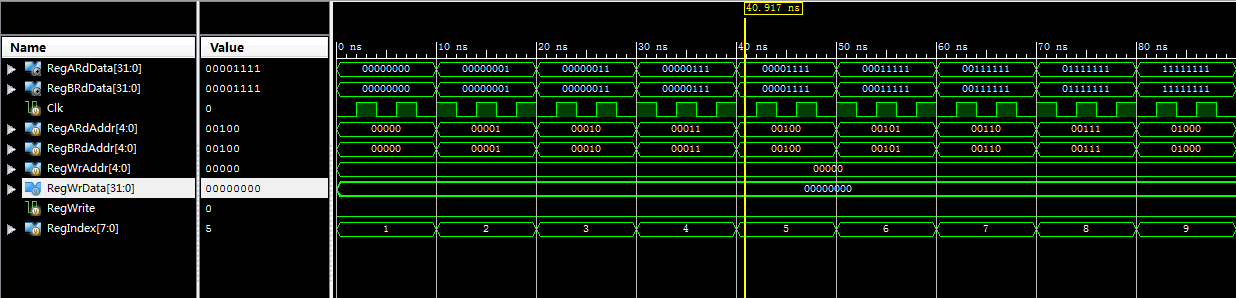 40.917 ns
Name Value
0 ns 10 ns 20 ns 30 ns 40 ns 50 ns 60 ns 70 ns 80 ns
RegARdData[31:0] 00001111 00000000 00000001 00000011 00000111 00001111 00011111 00111111 01111111 11111111
RegBRdData[31:0] 00001111 00000000 00000001 00000011 00000111 00001111 00011111 00111111 01111111 11111111
Clk 0
RegARdAddr[4:0] 00100 00000 00001 00010 00011 00100 00101 00110 00111 01000
RegBRdAddr[4:0] 00100 00000 00001 00010 00011 00100 00101 00110 00111 01000
RegWrAddr[4:0] 00000 00000
RegWrData[31:0] 00000000 00000000
RegWrite 0
RegIndex[7:0] 5 1 2 3 4 5 6 7 8 9